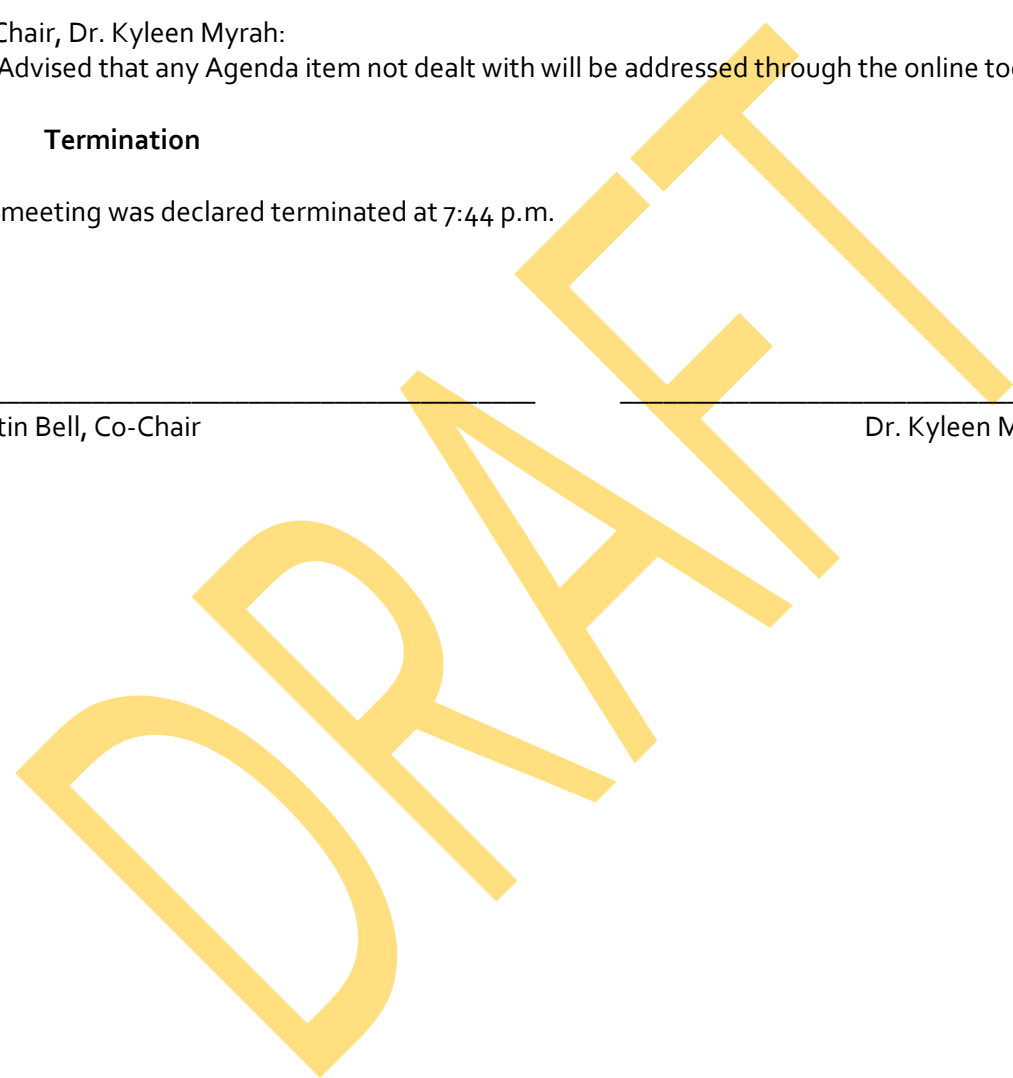 Chair, Dr. Kyleen Myrah:
Advised that any Agenda item not dealt with will be addressed through the online
Termination
meeting was declared terminated at 7:44 p.m.
tin Bell, Co-Chair
Dr. Kyleen M
DRAFT